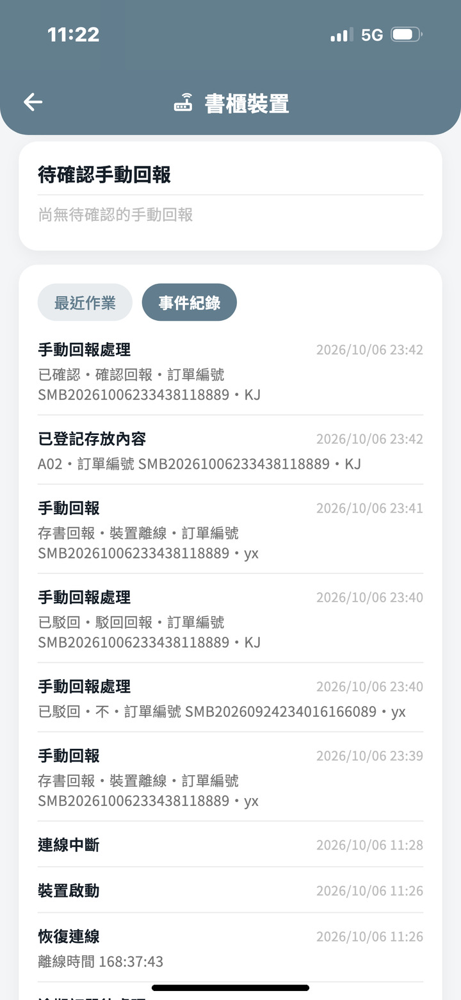 11:22
5G
書櫃裝置
待確認手動回報
尚無待確認的手動回報
最近作業
事件紀錄
手動回報處理 2026/10/06 23:42
已確認・確認回報・訂單編號
SMB20261006233438118889・KJ
已登記存放內容 2026/10/06 23:42
A02・訂單編號 SMB20261006233438118889・KJ
手動回報 2026/10/06 23:41
存書回報・裝置離線・訂單編號
SMB20261006233438118889・yx
手動回報處理 2026/10/06 23:40
已駁回・駁回回報・訂單編號
SMB20261006233438118889・KJ
手動回報處理 2026/10/06 23:40
已駁回・不・訂單編號 SMB20260924234016166089・yx
手動回報 2026/10/06 23:39
存書回報・裝置離線・訂單編號
SMB20261006233438118889・yx
連線中斷 2026/10/06 11:28
裝置啟動 2026/10/06 11:26
恢復連線 2026/10/06 11:26
離線時間 168:37:43